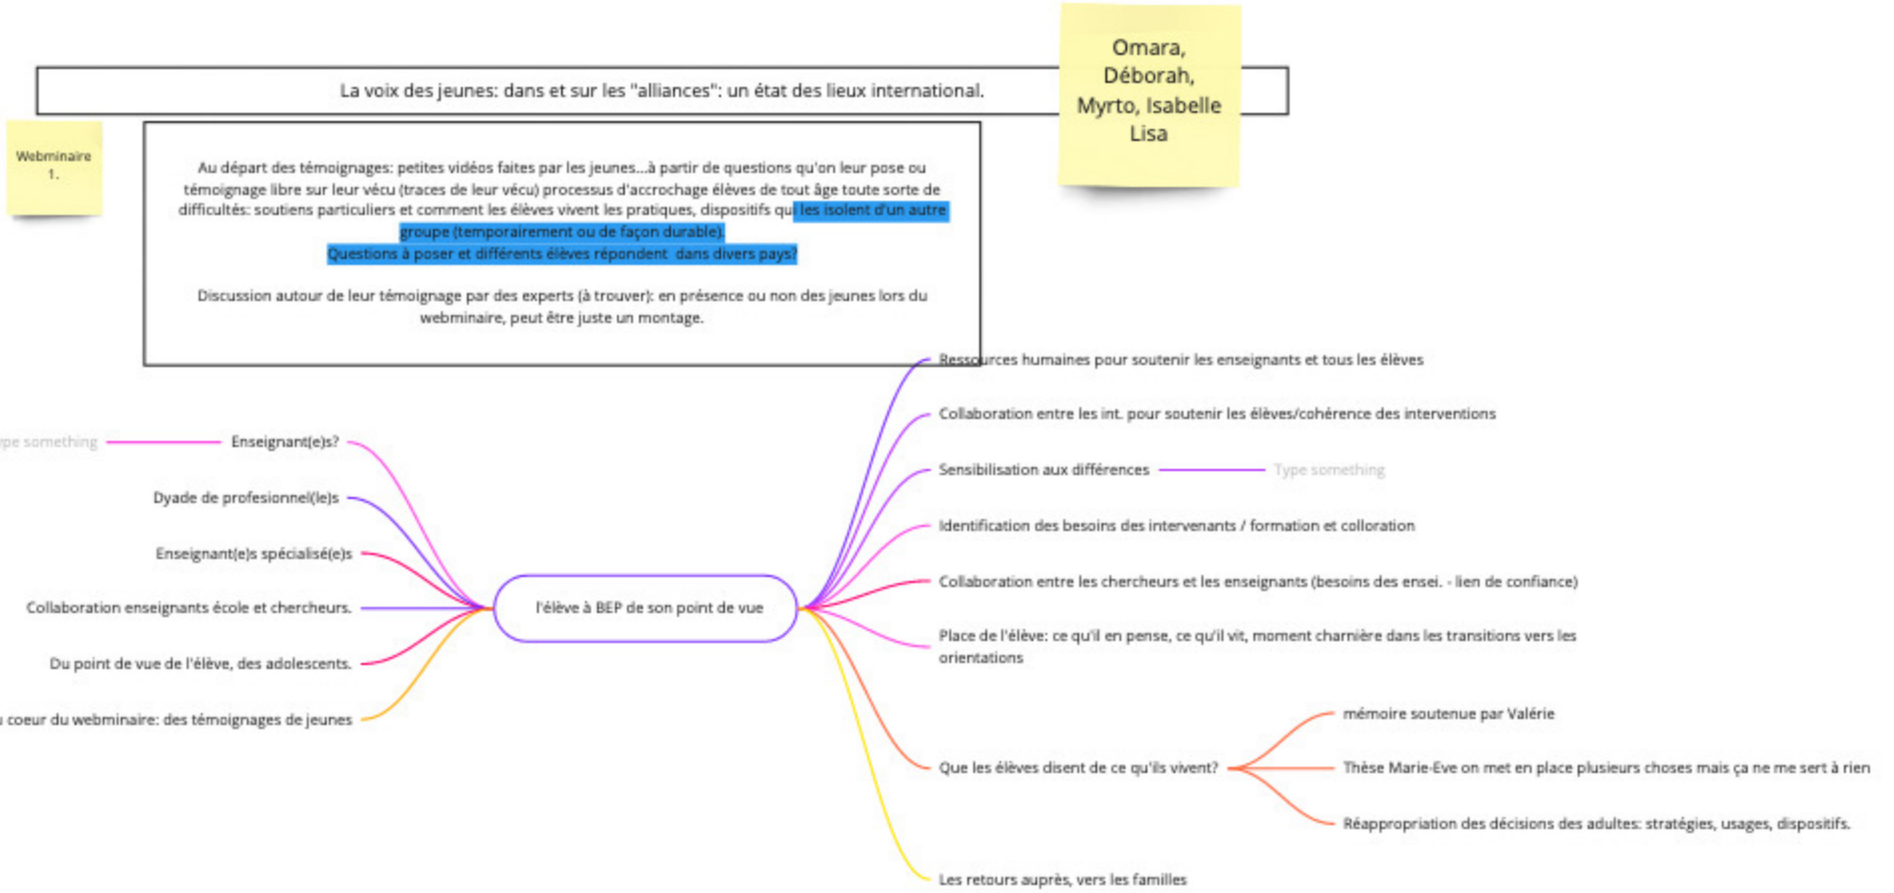 Omara,
Déborah,
Myrto, Isabelle
Lisa
La voix des jeunes: dans et sur les "alliances": un état des lieux international.
Webminaire
1.
Au départ des témoignages: petites vidéos faites par les jeunes...à partir de questions qu'on leur pose ou
témoignage libre sur leur vécu (traces de leur vécu) processus d'accrochage élèves de tout âge toute sorte de
difficultés: soutiens particuliers et comment les élèves vivent les pratiques, dispositifs qui les isolent d'un autre
groupe (temporairement ou de façon durable).
Questions à poser et différents élèves répondent dans divers pays?
Discussion autour de leur témoignage par des experts (à trouver): en présence ou non des jeunes lors du
webminaire, peut être juste un montage.
something
Enseignant(e)s?
Dyade de profesionnel(le)s
Enseignant(e)s spécialisé(e)s
Collaboration enseignants école et chercheurs.
Du point de vue de l'élève, des adolescents.
coeur du webminaire: des témoignages de jeunes
l'élève à BEP de son point de vue
Ressources humaines pour soutenir les enseignants et tous les élèves
Collaboration entre les int. pour soutenir les élèves/cohérence des interventions
Sensibilisation aux différences
Type something
Identification des besoins des intervenants / formation et colloration
Collaboration entre les chercheurs et les enseignants (besoins des ensei. - lien de confiance)
Place de l'élève: ce qu'il en pense, ce qu'il vit, moment charnière dans les transitions vers les
orientations
Que les élèves disent de ce qu'ils vivent?
mémoire soutenue par Valérie
Thèse Marie-Eve on met en place plusieurs choses mais ça ne me sert à rien
Réappropriation des décisions des adultes: stratégies, usages, dispositifs.
Les retours auprès, vers les familles